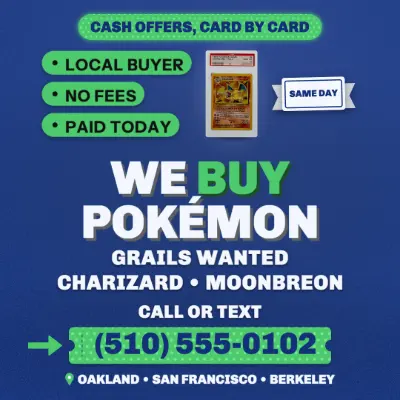 CASH OFFERS, CARD BY CARD
• LOCAL BUYER
• NO FEES
• PAID TODAY
SAME DAY
WE BUY
POKÉMON
GRAILS WANTED
CHARIZARD • MOONBREON
CALL OR TEXT
(510) 555-0102
OAKLAND • SAN FRANCISCO • BERKELEY